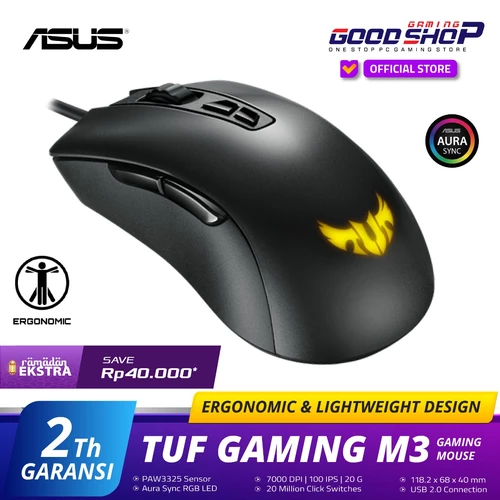 ASUS
GAMING
GOODSHOP
ONE STOP PC GAMING STORE
OFFICIAL STORE
ASUS
AURA
SYNC
ERGONOMIC
ramadan
EKSTRA
SAVE
Rp40.000*
ERGONOMIC & LIGHTWEIGHT DESIGN
2Th
GARANSI
TUF GAMING M3 GAMING
MOUSE
PAW3325 Sensor
Aura Sync RGB LED
7000 DPI | 100 IPS | 20 G
20 Million Click Switches
118.2 x 68 x 40 mm
USB 2.0 Connection